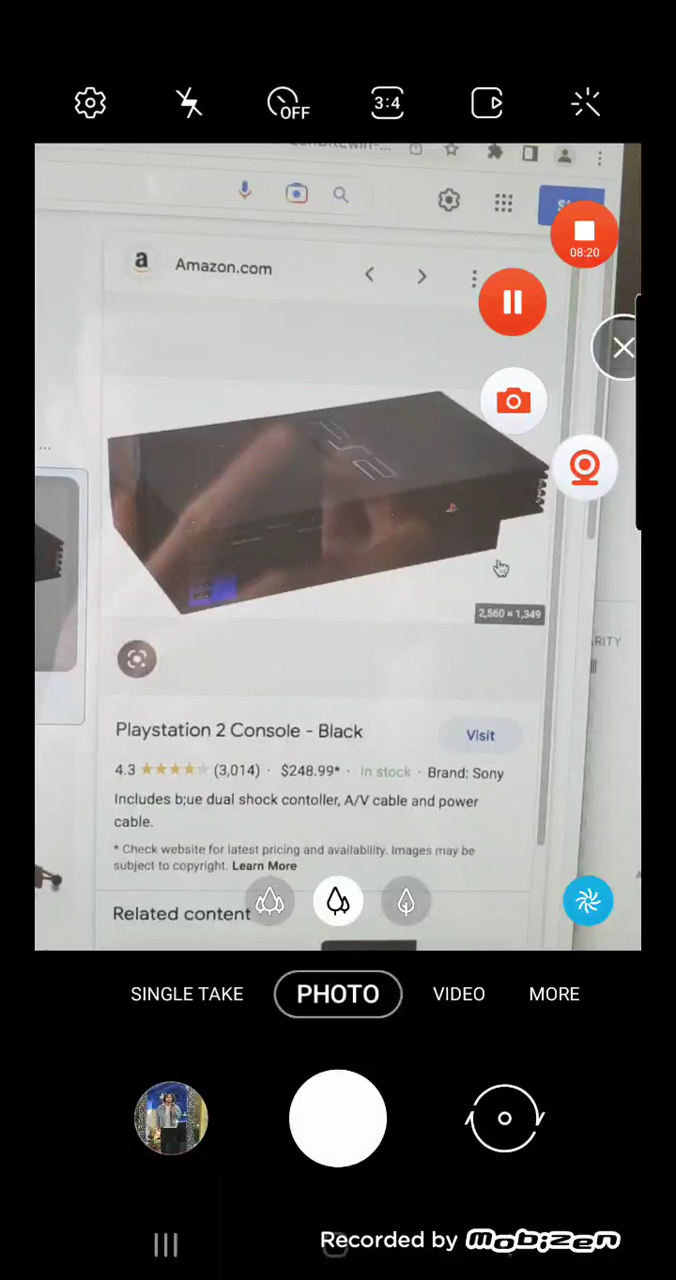 OFF
3:4
08:20
a
Amazon.com
PS2
2,560 × 1,349
Playstation 2 Console - Black
Visit
4.3 ★★★★★ (3,014) · $248.99* · In stock · Brand: Sony
Includes b;ue dual shock contoller, A/V cable and power
cable.
* Check website for latest pricing and availability. Images may be
subject to copyright. Learn More
Related content
SINGLE TAKE
PHOTO
VIDEO
MORE
Recorded by mobizen